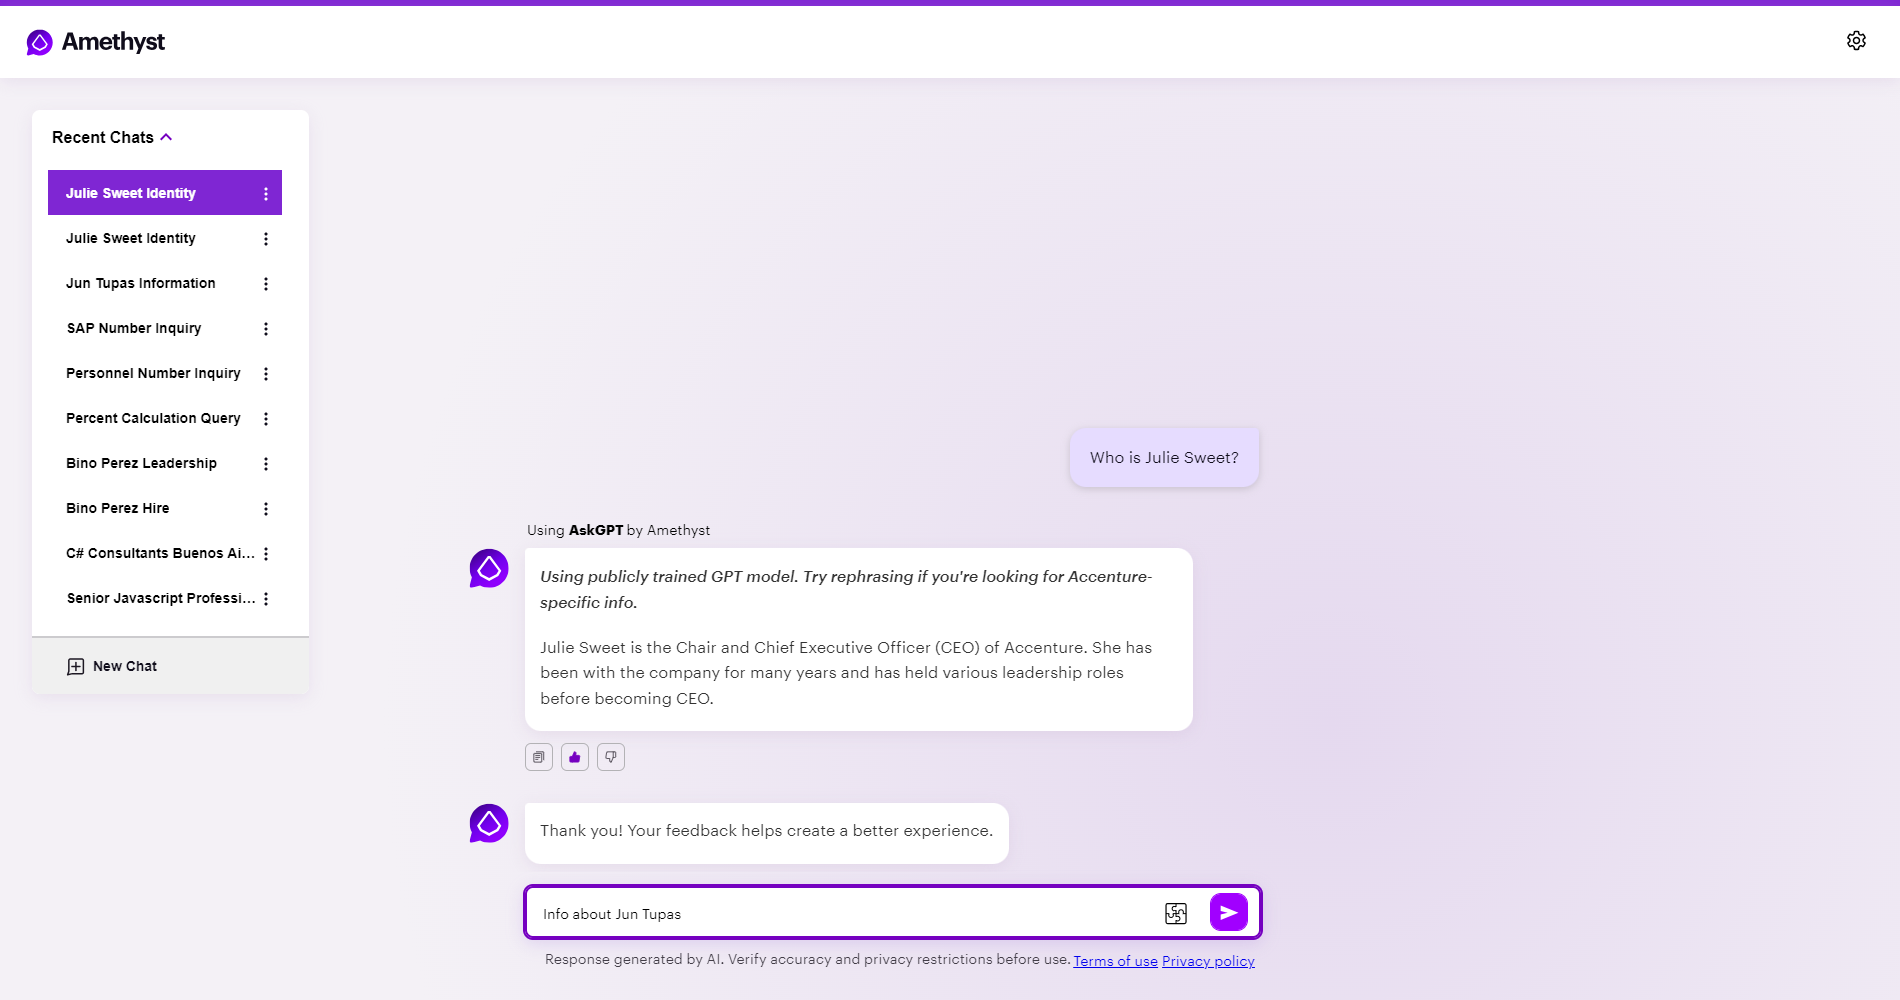 Amethyst
Recent Chats
Julie Sweet Identity
Julie Sweet Identity
Jun Tupas Information
SAP Number Inquiry
Personnel Number Inquiry
Percent Calculation Query
Bino Perez Leadership
Bino Perez Hire
C# Consultants Buenos Ai...
Senior Javascript Professi...
New Chat
Who is Julie Sweet?
Using AskGPT by Amethyst
Using publicly trained GPT model. Try rephrasing if you're looking for Accenture-
specific info.
Julie Sweet is the Chair and Chief Executive Officer (CEO) of Accenture. She has
been with the company for many years and has held various leadership roles
before becoming CEO.
Thank you! Your feedback helps create a better experience.
Info about Jun Tupas
Response generated by AI. Verify accuracy and privacy restrictions before use. Terms of use Privacy policy